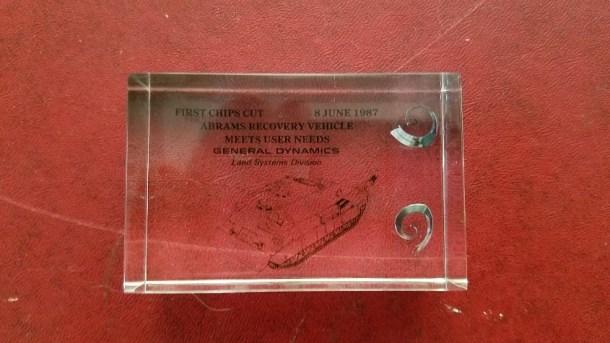 FIRST CHIPS CUT 8 JUNE 1987
ABRAMS RECOVERY VEHICLE
MEETS USER NEEDS
GENERAL DYNAMICS
Land Systems Division